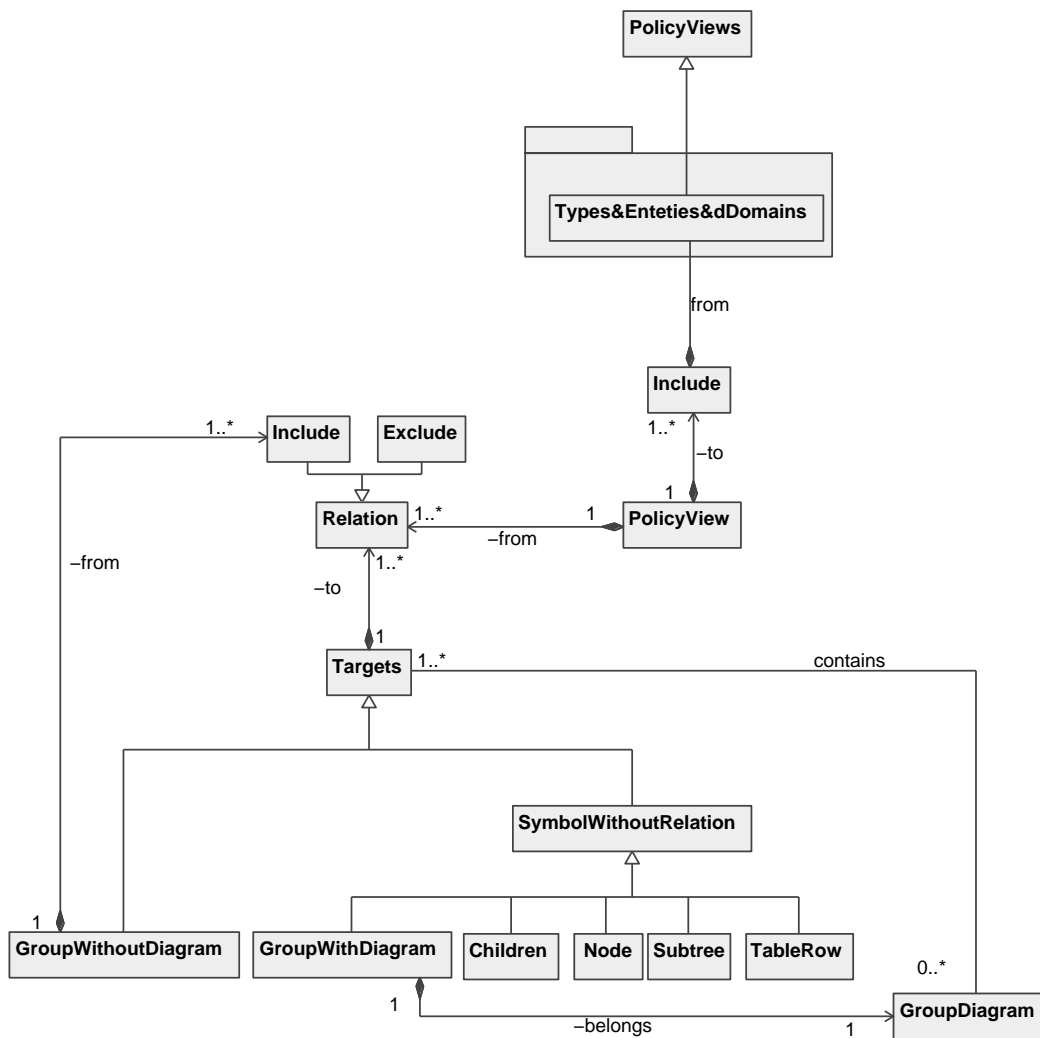 PolicyViews
Types&Enteties&dDomains
from
Include
1..*
–to
1
1..*
Include
Exclude
Relation
1..*
–from
1
PolicyView
–from
1..*
–to
1
Targets
1..*
contains
SymbolWithoutRelation
1
GroupWithoutDiagram
GroupWithDiagram
Children
Node
Subtree
TableRow
0..*
1
–belongs
1
GroupDiagram